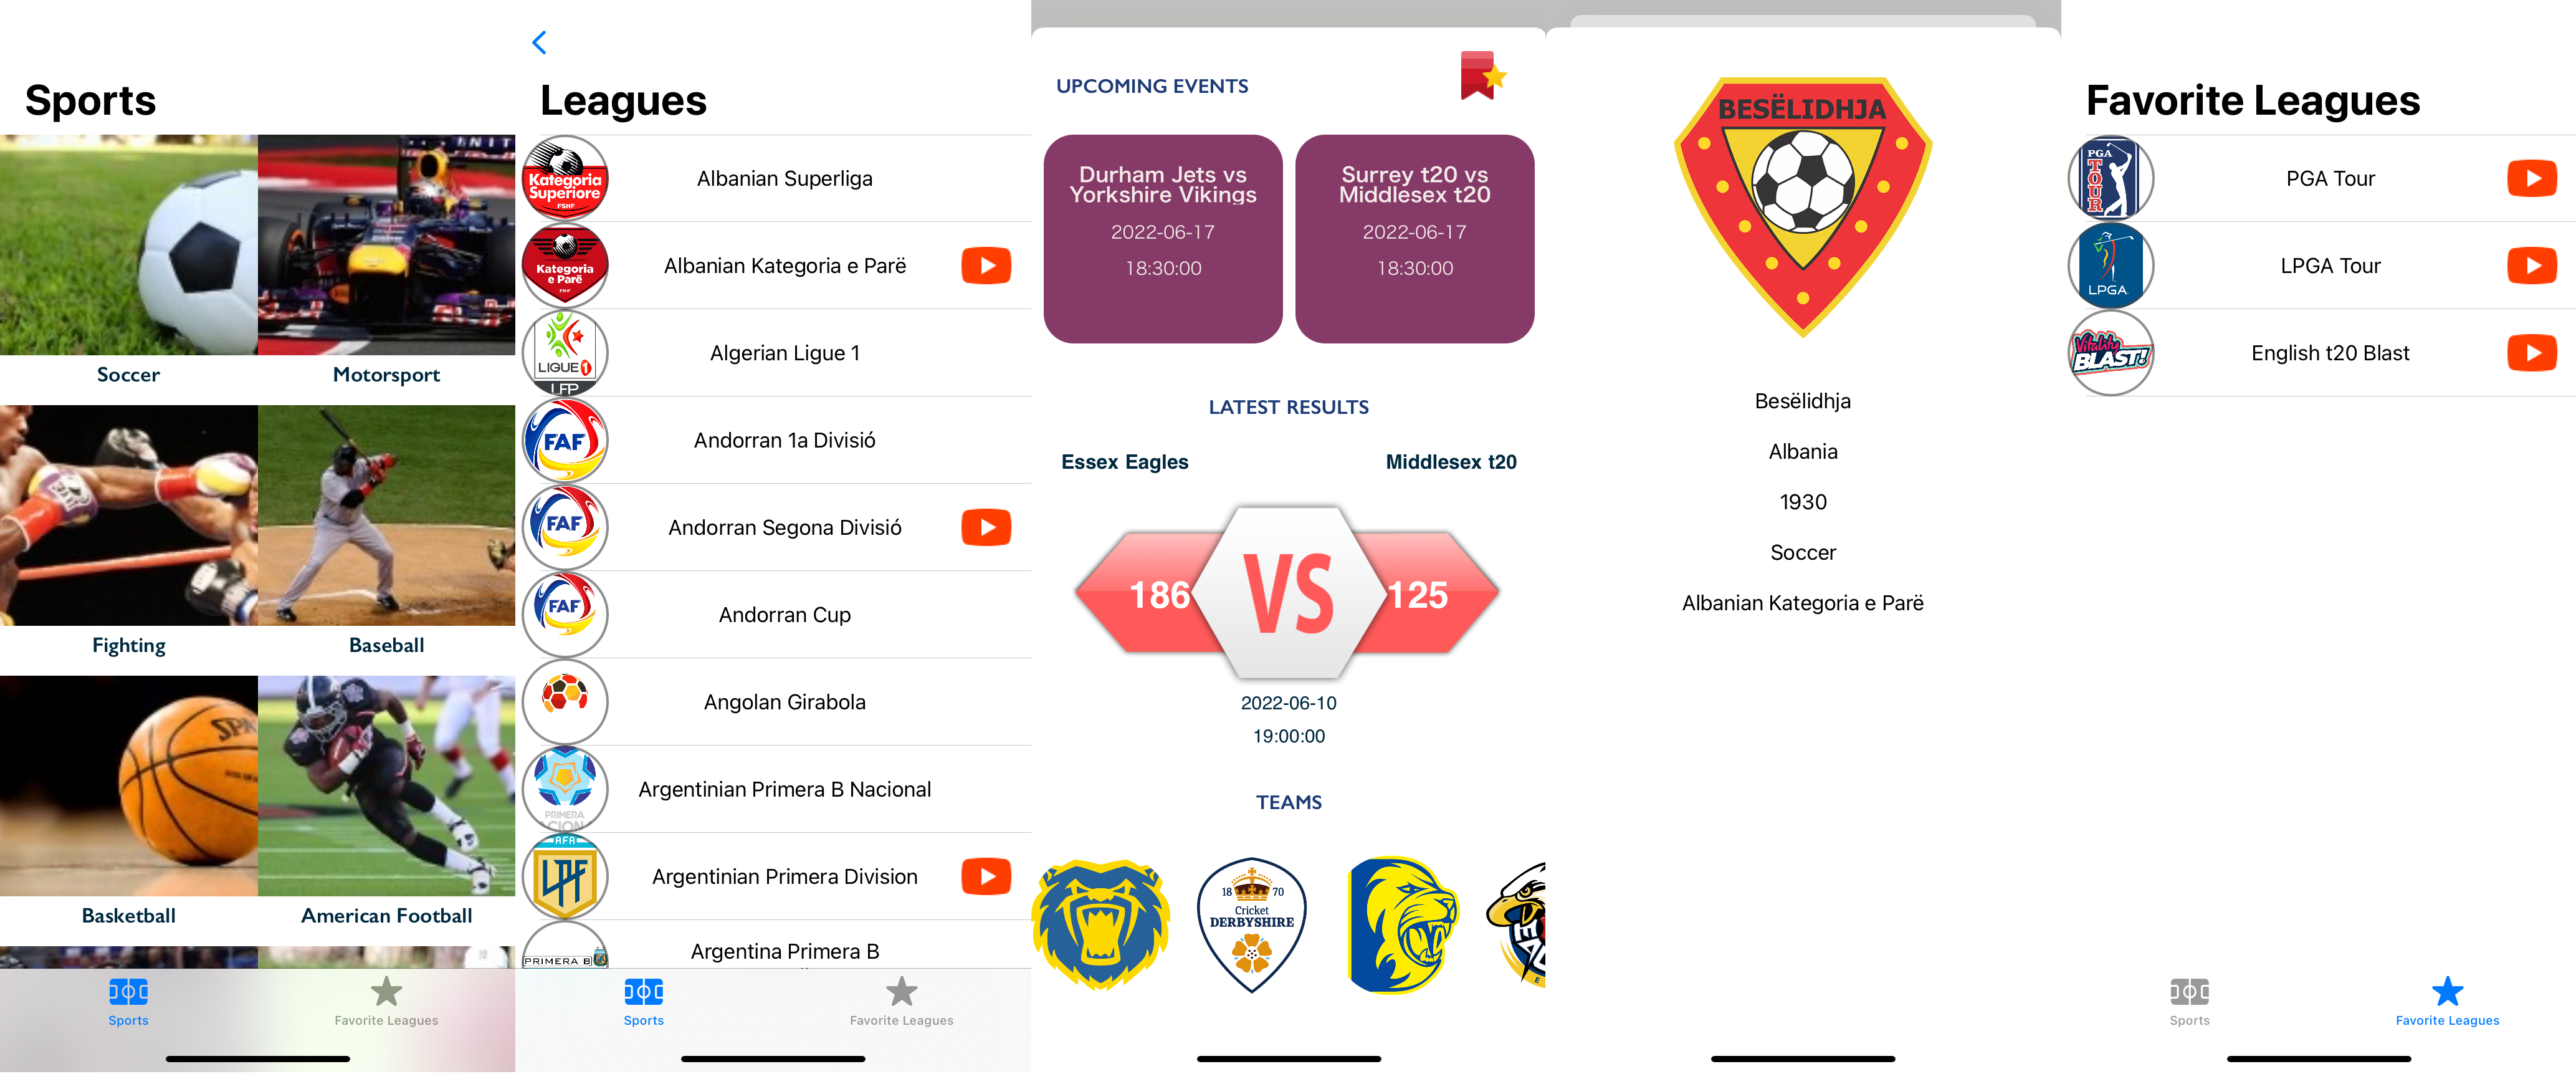 Sports
Soccer
Motorsport
Fighting
Baseball
SPA
Basketball
American Football
Sports
Favorite Leagues
Leagues
Kategoria
Superiore
FSHF
Albanian Superliga
Kategoria
e Parë
FSHF
Albanian Kategoria e Parë
LIGUE 1
LFP
Algerian Ligue 1
FAF
Andorran 1a Divisió
FAF
Andorran Segona Divisió
FAF
Andorran Cup
Angolan Girabola
PRIMERA
Argentinian Primera B Nacional
AFA
LPF
Argentinian Primera Division
PRIMERA B
Argentina Primera B
Sports
Favorite Leagues
UPCOMING EVENTS
Durham Jets vs
Yorkshire Vikings
2022-06-17
18:30:00
Surrey t20 vs
Middlesex t20
2022-06-17
18:30:00
LATEST RESULTS
Essex Eagles
Middlesex t20
186
VS
125
2022-06-10
19:00:00
TEAMS
18 70
Cricket
DERBYSHIRE
BESËLIDHJA
Besëlidhja
Albania
1930
Soccer
Albanian Kategoria e Parë
Favorite Leagues
PGA
TOUR
PGA Tour
LPGA
LPGA Tour
Vitality
BLAST!
English t20 Blast
Sports
Favorite Leagues